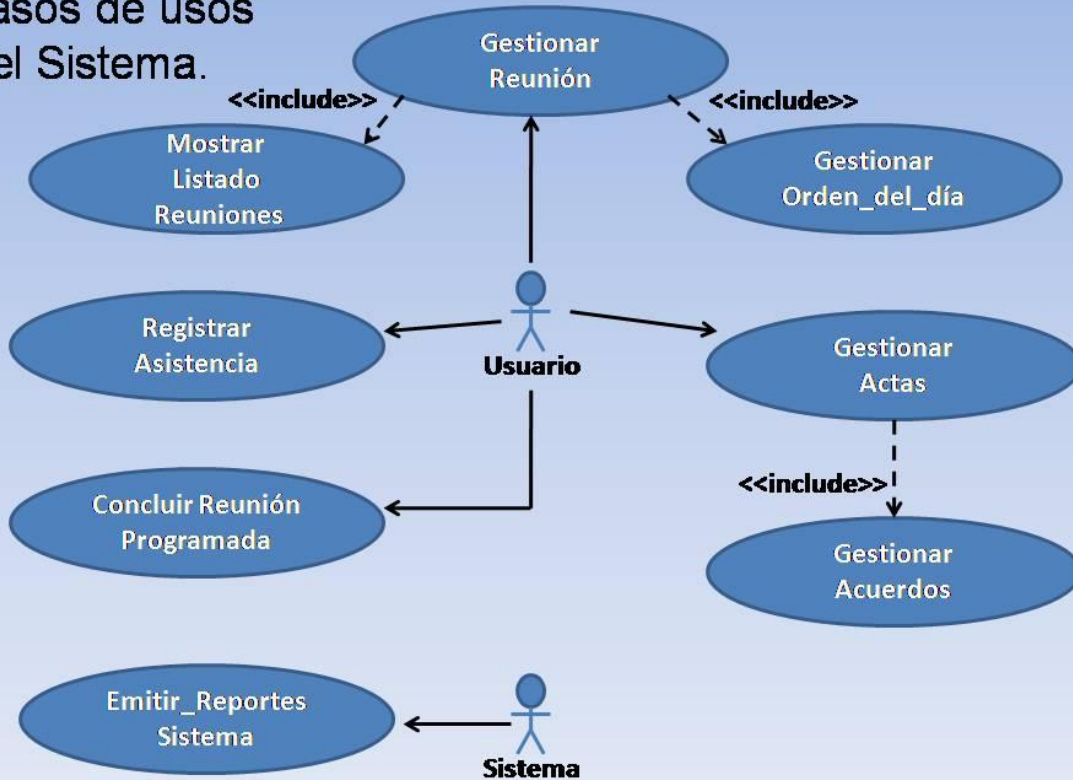 asos de usos
el Sistema.
Gestionar
Reunión
<<include>>
<<include>>
Mostrar
Listado
Reuniones
Gestionar
Orden_del_día
Registrar
Asistencia
Usuario
Gestionar
Actas
<<include>>
Concluir Reunión
Programada
Gestionar
Acuerdos
Emitir_Reportes
Sistema
Sistema